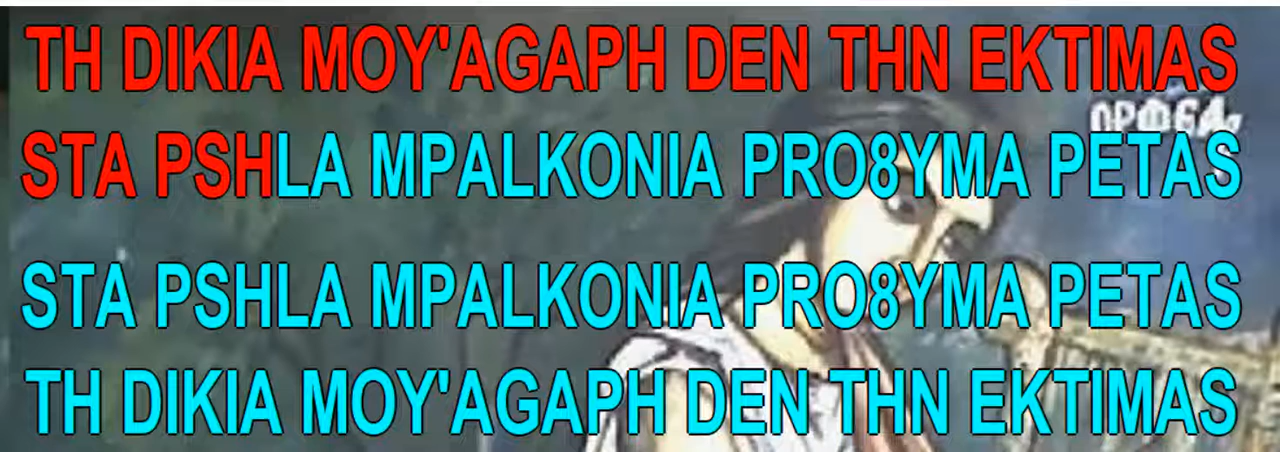 TH DIKIA MOY'AGAPH DEN THN EKTIMAS
STA PSHLA MPALKONIA PRO8YMA PETAS
STA PSHLA MPALKONIA PRO8YMA PETAS
TH DIKIA MOY'AGAPH DEN THN EKTIMAS